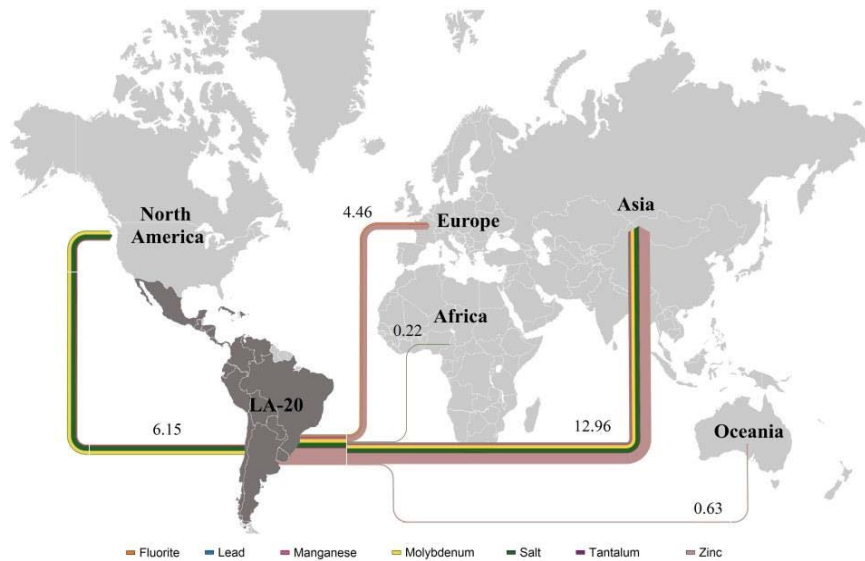 North
America
4.46
Europe
Asia
Africa
0.22
LA-20
6.15
12.96
Oceania
0.63
Fluorite
Lead
Manganese
Molybdenum
Salt
Tantalum
Zinc